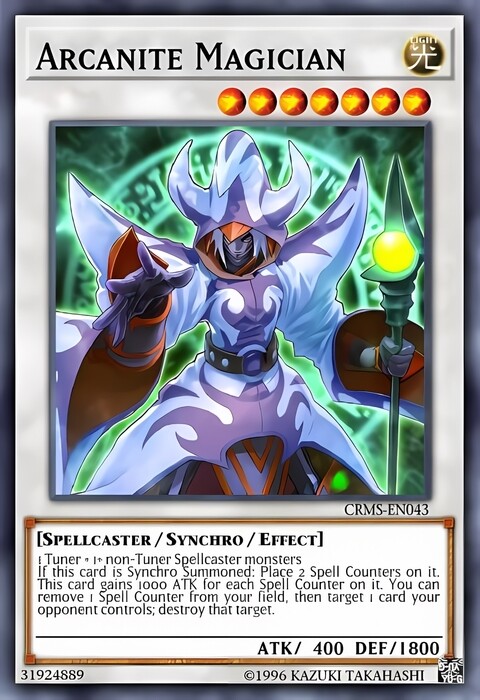 ARCANITE MAGICIAN
LIGHT
光
CRMS-EN043
[SPELLCASTER / SYNCHRO / EFFECT]
1 Tuner + 1+ non-Tuner Spellcaster monsters
If this card is Synchro Summoned: Place 2 Spell Counters on it.
This card gains 1000 ATK for each Spell Counter on it. You can
remove 1 Spell Counter from your field, then target 1 card your
opponent controls; destroy that target.
ATK/ 400 DEF/1800
31924889
©1996 KAZUKI TAKAHASHI